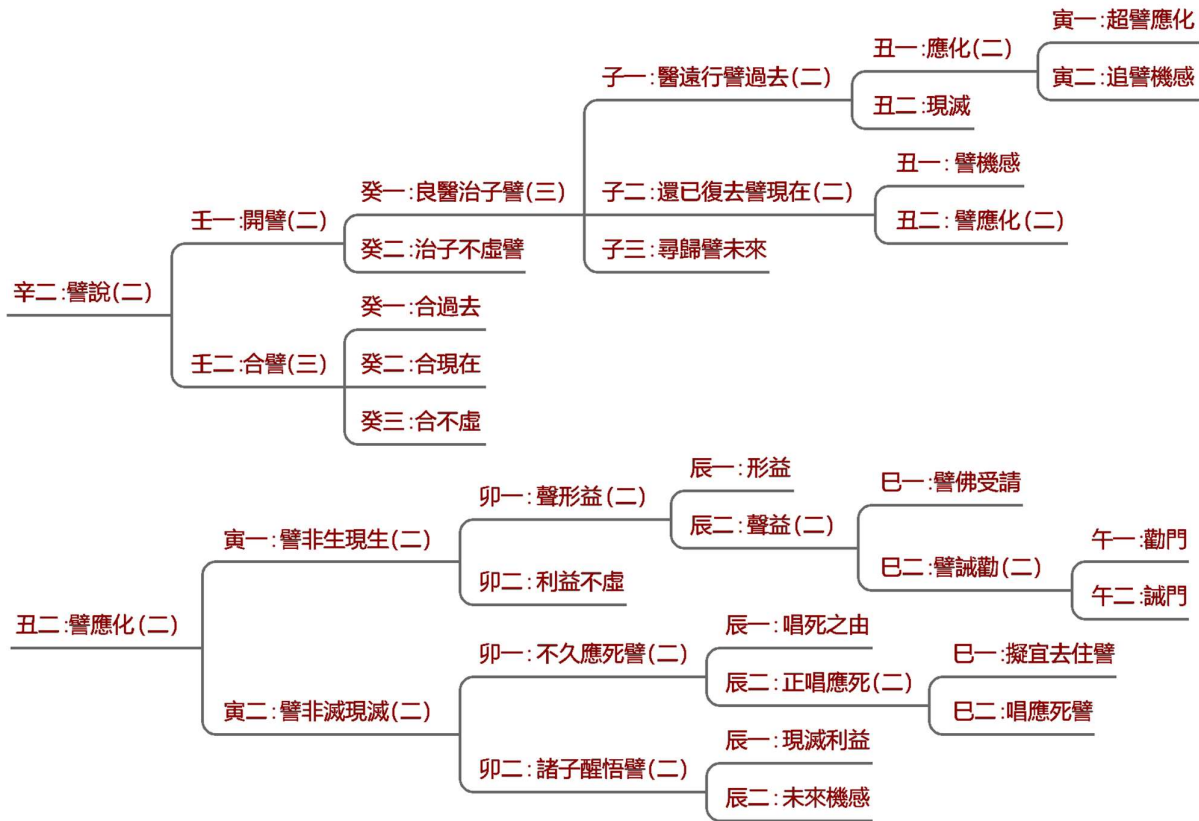 寅一:超譬應化
丑一:應化(二)
寅二:追譬機感
子一:醫遠行譬過去(二)
丑二:現滅
丑一:譬機感
癸一:良醫治子譬(三)
子二:還已復去譬現在(二)
壬一:開譬(二)
丑二:譬應化(二)
癸二:治子不虛譬
子三:尋歸譬未來
辛二:譬說(二)
癸一:合過去
壬二:合譬(三)
癸二:合現在
癸三:合不虛
辰一:形益
巳一:譬佛受請
卯一:聲形益(二)
辰二:聲益(二)
寅一:譬非生現生(二)
午一:勸門
巳二:譬誡勸(二)
卯二:利益不虛
午二:誡門
丑二:譬應化(二)
辰一:唱死之由
卯一:不久應死譬(二)
巳一:擬宜去住譬
辰二:正唱應死(二)
寅二:譬非滅現滅(二)
巳二:唱應死譬
辰一:現滅利益
卯二:諸子醒悟譬(二)
辰二:未來機感